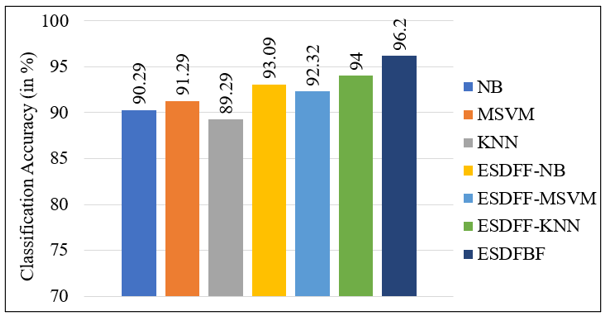 Classification Accuracy (in %)
100
95
90
85
80
75
70
90.29
91.29
89.29
93.09
92.32
94
96.2
NB
MSVM
KNN
ESDFF-NB
ESDFF-MSVM
ESDFF-KNN
ESDFBF